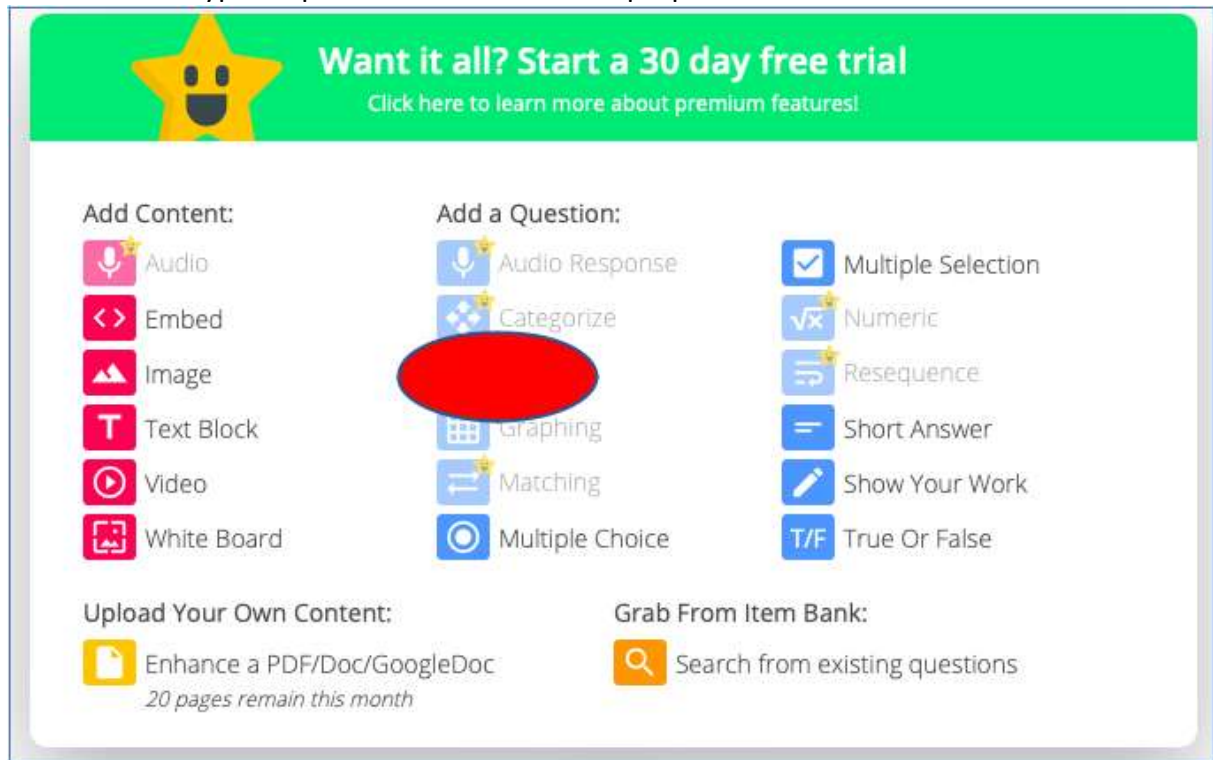 Want it all? Start a 30 day free trial
Click here to learn more about premium features!
Add Content:
Audio
Embed
Image
Text Block
Video
White Board
Add a Question:
Audio Response
Categorize
Graphing
Matching
Multiple Choice
Multiple Selection
Numeric
Resequence
Short Answer
Show Your Work
T/F True Or False
Upload Your Own Content:
Enhance a PDF/Doc/GoogleDoc
20 pages remain this month
Grab From Item Bank:
Search from existing questions